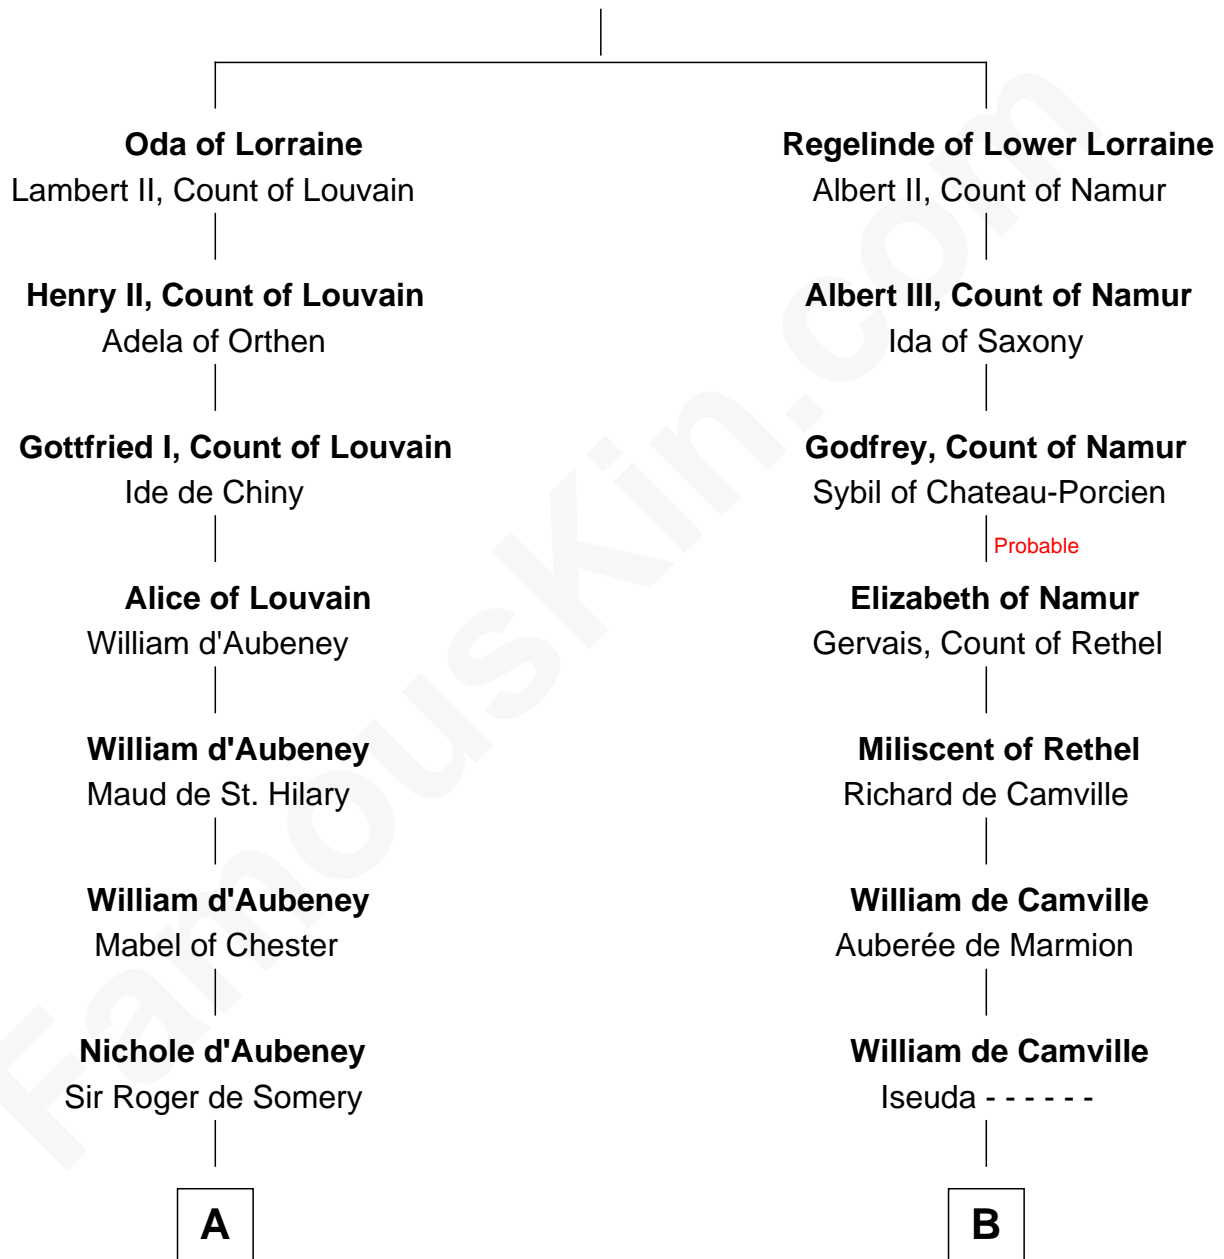 Oda of Lorraine
Lambert II, Count of Louvain
Regelinde of Lower Lorraine
Albert II, Count of Namur
Henry II, Count of Louvain
Adela of Orthen
Albert III, Count of Namur
Ida of Saxony
Gottfried I, Count of Louvain
Ide de Chiny
Godfrey, Count of Namur
Sybil of Chateau-Porcien
Probable
Alice of Louvain
William d'Aubeney
Elizabeth of Namur
Gervais, Count of Rethel
William d'Aubeney
Maud de St. Hilary
Miliscent of Rethel
Richard de Camville
William d'Aubeney
Mabel of Chester
William de Camville
Auberée de Marmion
Nichole d'Aubeney
Sir Roger de Somery
William de Camville
Iseuda - - - - - -
A
B
FamousKin.com